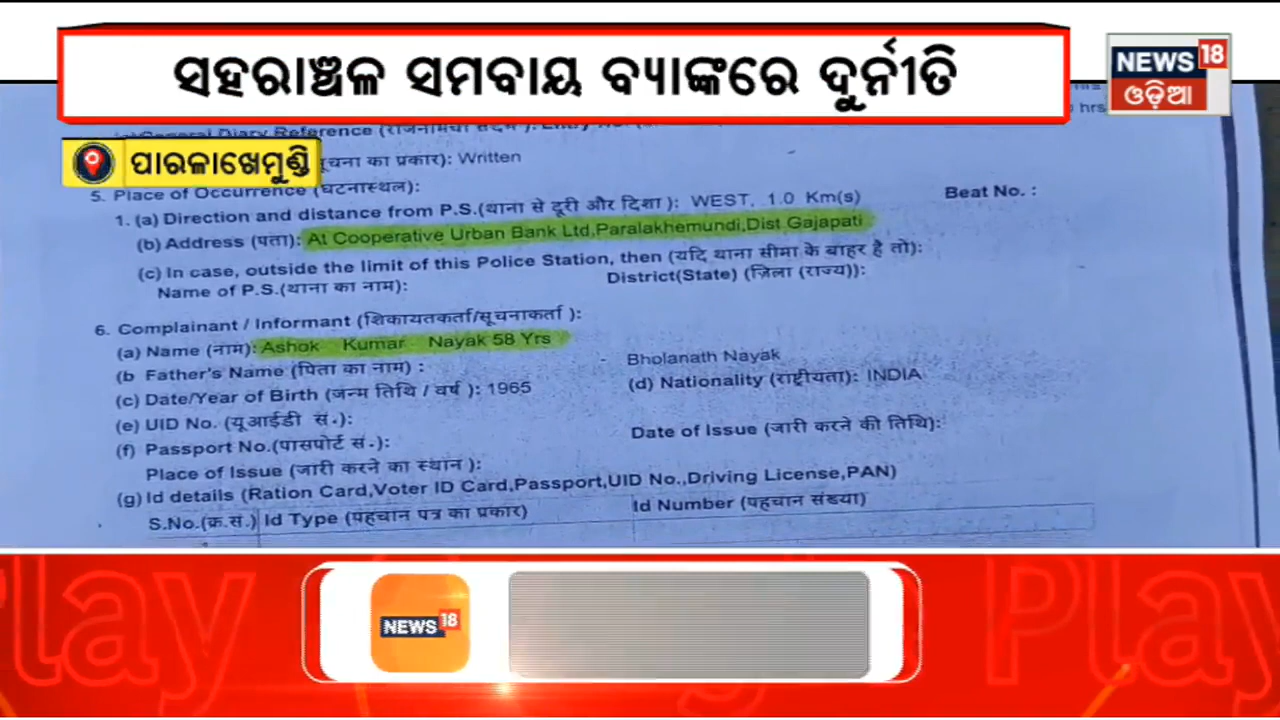 ସହରାଞ୍ଚଳ ସମବାୟ ବ୍ୟାଙ୍କରେ ଦୁର୍ନୀତି
NEWS 18
ଓଡ଼ିଆ
hrs
General Diary Reference
ପାରଳାଖେମୁଣ୍ଡି
सूचना का प्रकार): Written
5. Place of Occurrence (घटनास्थल):
1. (a) Direction and distance from P.S.(थाना से दूरी और दिशा ): WEST, 1.0 Km(s)
Beat No. :
(b) Address (पता): At Cooperative Urban Bank Ltd,Paralakhemundi,Dist Gajapati
(c) In case, outside the limit of this Police Station, then (यदि थाना सीमा के बाहर है तो):
Name of P.S.(थाना का नाम):
District(State) (ज़िला (राज्य)):
6. Complainant / Informant (शिकायतकर्ता/सूचनाकर्ता ):
(a) Name (नाम): Ashok Kumar Nayak 58 Yrs
(b Father's Name (पिता का नाम) :
Bholanath Nayak
(c) Date/Year of Birth (जन्म तिथि / वर्ष ): 1965
(d) Nationality (राष्ट्रीयता): INDIA
(e) UID No. (यूआईडी सं.):
(f) Passport No.(पासपोर्ट सं.):
Date of Issue (जारी करने की तिथि):
Place of Issue (जारी करने का स्थान ):
(g) Id details (Ration Card,Voter ID Card,Passport,UID No.,Driving License,PAN)
S.No.(क्र.सं.) Id Type (पहचान पत्र का प्रकार)
Id Number (पहचान संख्या)
lay
Play
NEWS 18